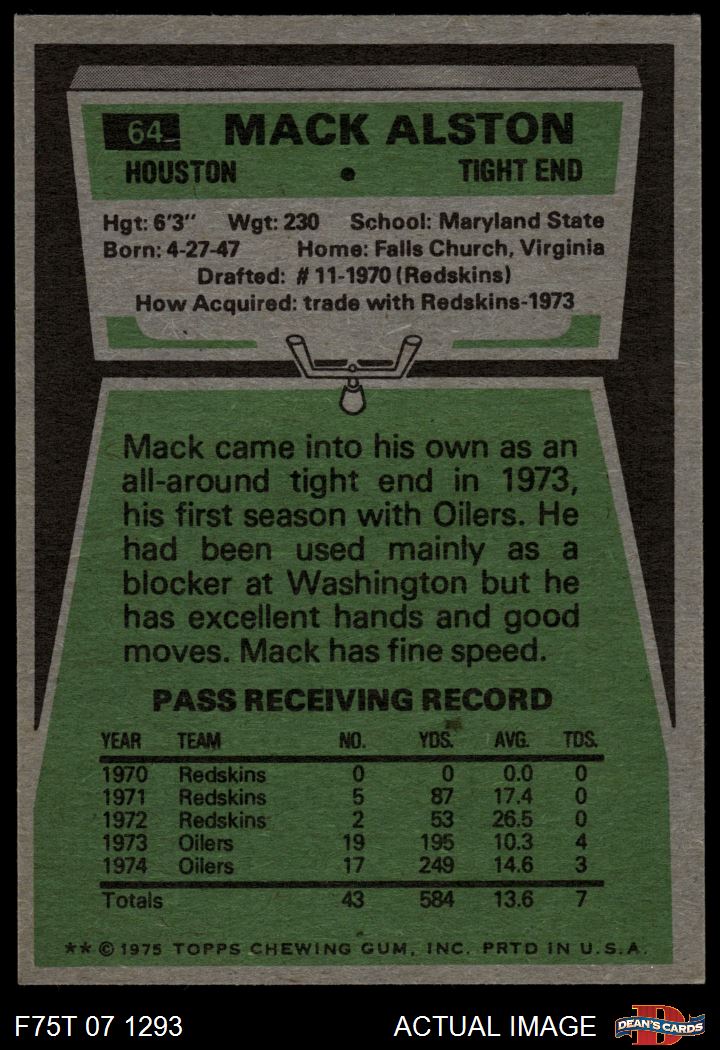 64 MACK ALSTON
HOUSTON • TIGHT END
Hgt: 6'3" Wgt: 230 School: Maryland State
Born: 4-27-47 Home: Falls Church, Virginia
Drafted: # 11-1970 (Redskins)
How Acquired: trade with Redskins-1973
Mack came into his own as an
all-around tight end in 1973,
his first season with Oilers. He
had been used mainly as a
blocker at Washington but he
has excellent hands and good
moves. Mack has fine speed.
PASS RECEIVING RECORD
YEAR TEAM NO. YDS. AVG. TDS.
1970 Redskins 0 0 0.0 0
1971 Redskins 5 87 17.4 0
1972 Redskins 2 53 26.5 0
1973 Oilers 19 195 10.3 4
1974 Oilers 17 249 14.6 3
Totals 43 584 13.6 7
** © 1975 TOPPS CHEWING GUM, INC. PRTD IN U.S.A.
F75T 07 1293 ACTUAL IMAGE D DEAN'S CARDS